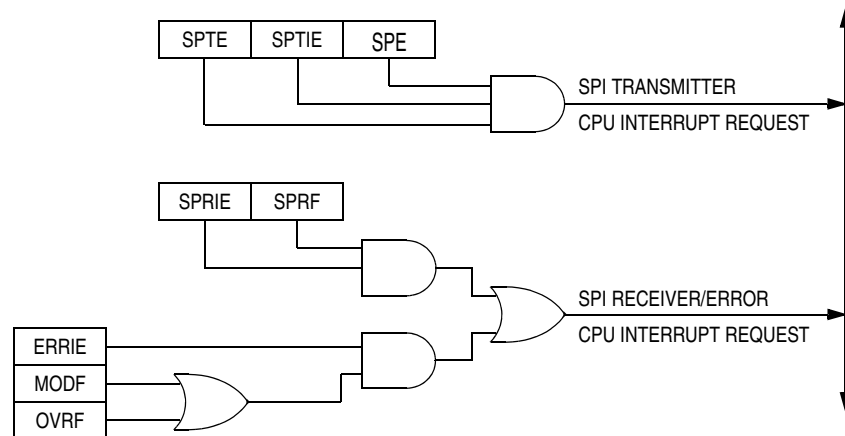 SPTE SPTIE SPE
SPI TRANSMITTER
CPU INTERRUPT REQUEST
SPRIE SPRF
SPI RECEIVER/ERROR
CPU INTERRUPT REQUEST
ERRIE
MODF
OVRF